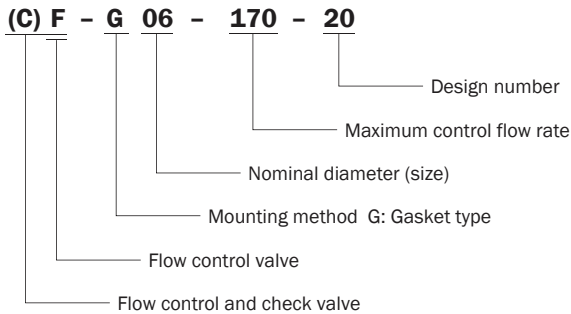 (C) F – G 06 – 170 – 20
Design number
Maximum control flow rate
Nominal diameter (size)
Mounting method G: Gasket type
Flow control valve
Flow control and check valve